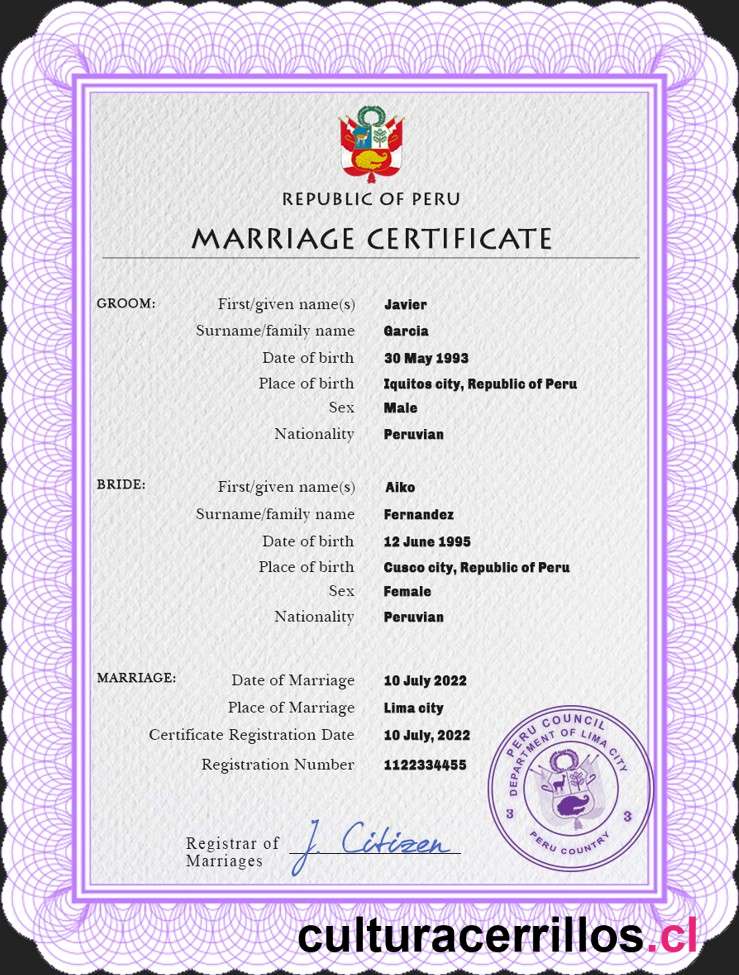 REPUBLIC OF PERU
MARRIAGE CERTIFICATE
GROOM: First/given name(s) Javier
Surname/family name Garcia
Date of birth 30 May 1993
Place of birth Iquitos city, Republic of Peru
Sex Male
Nationality Peruvian
BRIDE: First/given name(s) Aiko
Surname/family name Fernandez
Date of birth 12 June 1995
Place of birth Cusco city, Republic of Peru
Sex Female
Nationality Peruvian
MARRIAGE: Date of Marriage 10 July 2022
Place of Marriage Lima city
Certificate Registration Date 10 July, 2022
Registration Number 1122334455
PERU COUNCIL
DEPARTMENT OF LIMA CITY
3 3
PERU COUNTRY
Registrar of
Marriages J. Citizen
culturacerrillos.cl